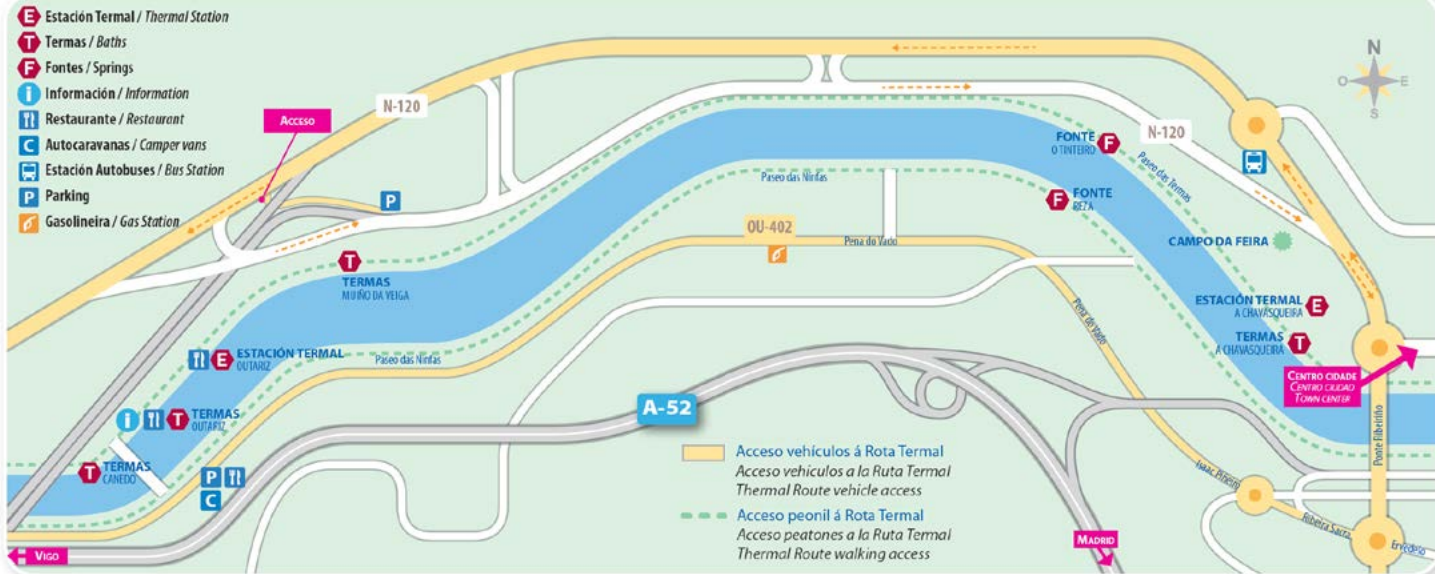 Estación Termal / Thermal Station
Termas / Baths
Fontes / Springs
Información / Information
Restaurante / Restaurant
Autocaravanas / Camper vans
Estación Autobuses / Bus Station
Parking
Gasolineira / Gas Station
E
T
F
i
C
P
ACCESO
N-120
P
N
O
E
S
N-120
FONTE
O TINTEIRO
F
Paseo das Termas
Paseo das Ninfas
F
FONTE
REZA
OU-402
Pena do Vado
CAMPO DA FEIRA
T
TERMAS
MUIÑO DA VEIGA
ESTACIÓN TERMAL
A CHAVASQUEIRA
E
Pena do Vado
TERMAS
A CHAVASQUEIRA
T
E
ESTACIÓN TERMAL
OUTARIZ
Paseo das Ninfas
CENTRO CIDADE
CENTRO CIUDAD
TOWN CENTER
A-52
i
T
TERMAS
OUTARIZ
Ponte Ribeiriño
T
TERMAS
CANEDO
P
C
Acceso vehículos á Rota Termal
Acceso vehículos a la Ruta Termal
Thermal Route vehicle access
Acceso peonil á Rota Termal
Acceso peatones a la Ruta Termal
Thermal Route walking access
Isaac Pineiro
Ribeira Sacra
Ervedelo
VIGO
MADRID